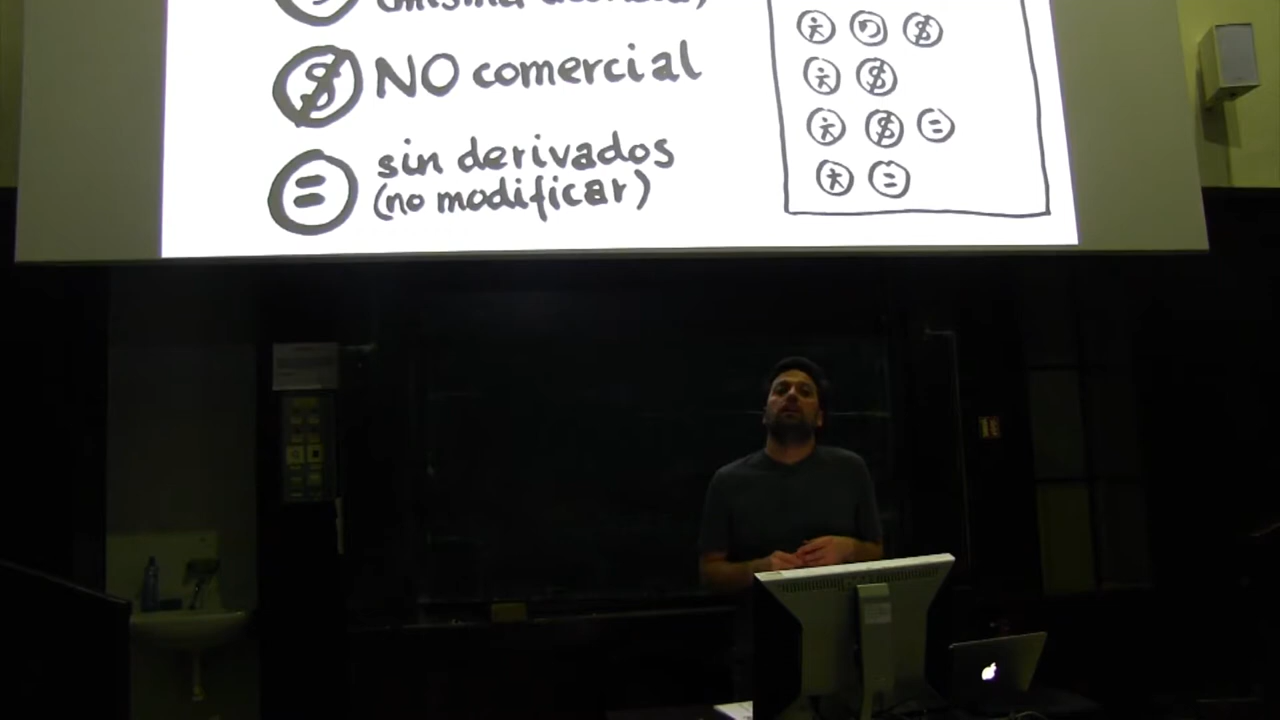 NO comercial
sin derivados
(no modificar)